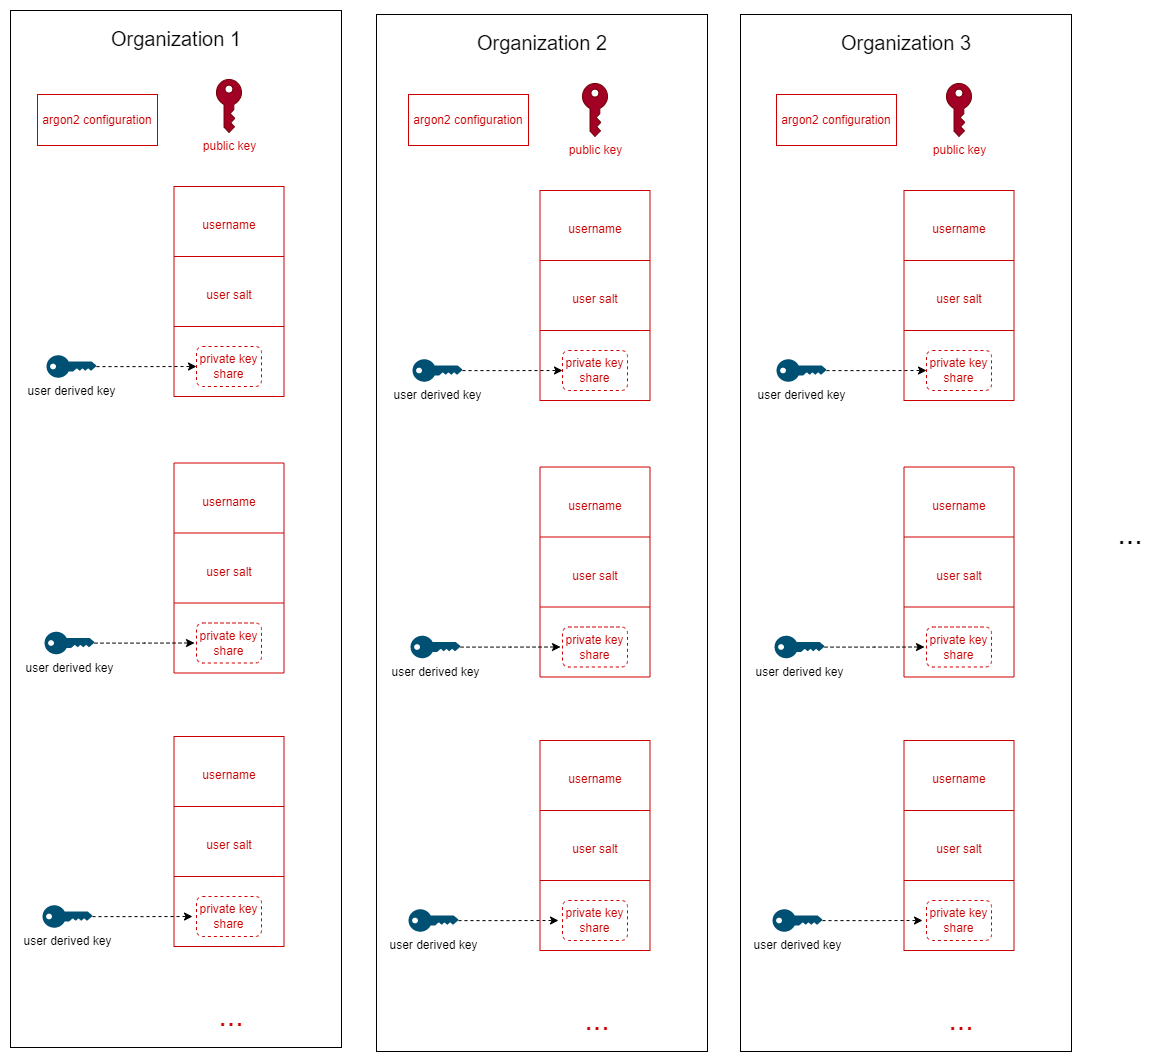 Organization 1
argon2 configuration
public key
username
user salt
private key
share
user derived key
username
user salt
private key
share
user derived key
username
user salt
private key
share
user derived key
...
Organization 2
argon2 configuration
public key
username
user salt
private key
share
user derived key
username
user salt
private key
share
user derived key
username
user salt
private key
share
user derived key
...
Organization 3
argon2 configuration
public key
username
user salt
private key
share
user derived key
username
user salt
private key
share
user derived key
username
user salt
private key
share
user derived key
...
...